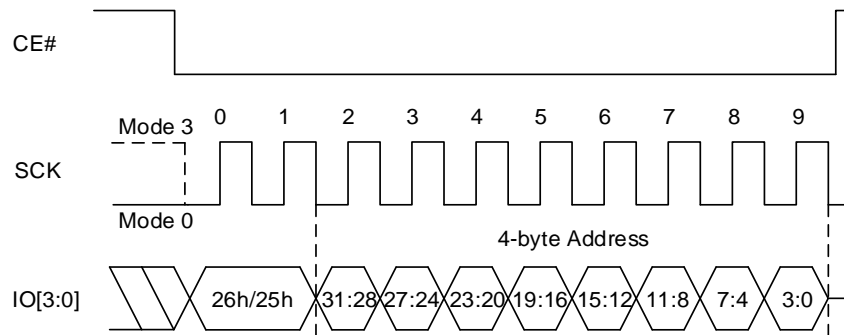 CE#
0 1 2 3 4 5 6 7 8 9
Mode 3
SCK
Mode 0
4-byte Address
IO[3:0] 26h/25h 31:28 27:24 23:20 19:16 15:12 11:8 7:4 3:0